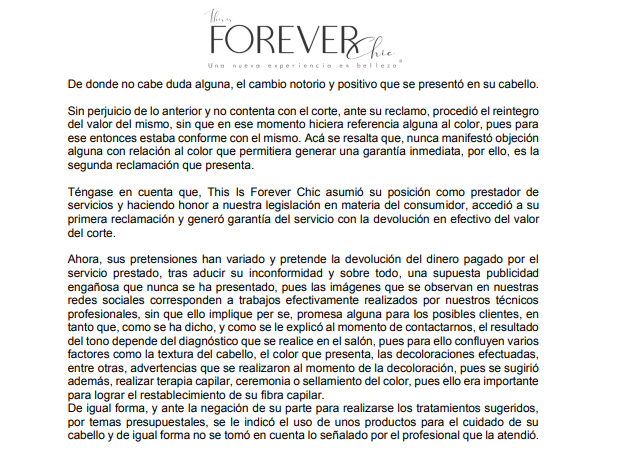 This is
FOREVER
Chic
Una nueva experiencia en belleza®
De donde no cabe duda alguna, el cambio notorio y positivo que se presentó en su cabello.
Sin perjuicio de lo anterior y no contenta con el corte, ante su reclamo, procedió el reintegro
del valor del mismo, sin que en ese momento hiciera referencia alguna al color, pues para
ese entonces estaba conforme con el mismo. Acá se resalta que, nunca manifestó objeción
alguna con relación al color que permitiera generar una garantía inmediata, por ello, es la
segunda reclamación que presenta.
Téngase en cuenta que, This Is Forever Chic asumió su posición como prestador de
servicios y haciendo honor a nuestra legislación en materia del consumidor, accedió a su
primera reclamación y generó garantía del servicio con la devolución en efectivo del valor
del corte.
Ahora, sus pretensiones han variado y pretende la devolución del dinero pagado por el
servicio prestado, tras aducir su inconformidad y sobre todo, una supuesta publicidad
engañosa que nunca se ha presentado, pues las imágenes que se observan en nuestras
redes sociales corresponden a trabajos efectivamente realizados por nuestros técnicos
profesionales, sin que ello implique per se, promesa alguna para los posibles clientes, en
tanto que, como se ha dicho, y como se le explicó al momento de contactarnos, el resultado
del tono depende del diagnóstico que se realice en el salón, pues para ello confluyen varios
factores como la textura del cabello, el color que presenta, las decoloraciones efectuadas,
entre otras, advertencias que se realizaron al momento de la decoloración, pues se sugirió
además, realizar terapia capilar, ceremonia o sellamiento del color, pues ello era importante
para lograr el restablecimiento de su fibra capilar.
De igual forma, y ante la negación de su parte para realizarse los tratamientos sugeridos,
por temas presupuestales, se le indicó el uso de unos productos para el cuidado de su
cabello y de igual forma no se tomó en cuenta lo señalado por el profesional que la atendió.